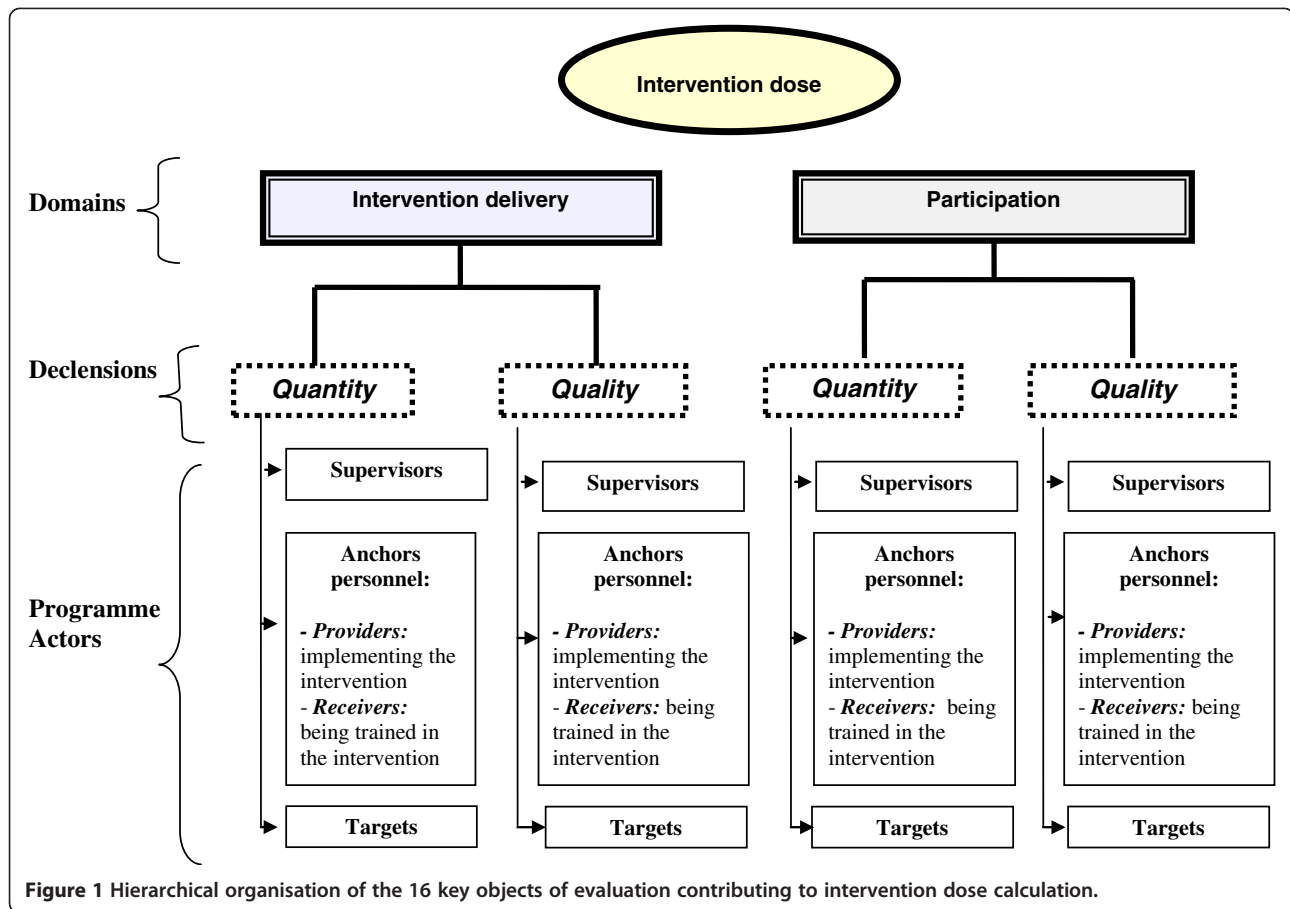 Intervention dose
Domains
Intervention delivery
Participation
Declensions
Quantity
Quality
Quantity
Quality
Programme
Actors
Supervisors
Anchors
personnel:
- Providers:
implementing the
intervention
- Receivers:
being trained in
the intervention
Targets
Supervisors
Anchors
personnel:
- Providers:
implementing the
intervention
- Receivers: being
trained in the
intervention
Targets
Supervisors
Anchors
personnel:
- Providers:
implementing the
intervention
- Receivers: being
trained in the
intervention
Targets
Supervisors
Anchors
personnel:
- Providers:
implementing the
intervention
- Receivers: being
trained in the
intervention
Targets
Figure 1 Hierarchical organisation of the 16 key objects of evaluation contributing to intervention dose calculation.